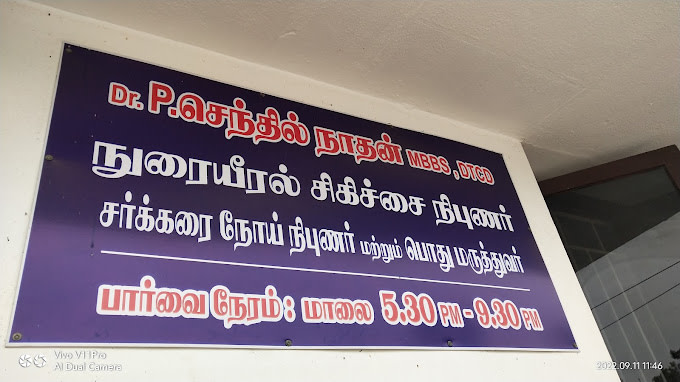 Dr. P.செந்தில் நாதன் MBBS, DTCD
நுரையீரல் சிகிச்சை நிபுணர்
சர்க்கரை நோய் நிபுணர் மற்றும் பொது மருத்துவர்
பார்வை நேரம் : மாலை 5.30 PM - 9.30 PM
Vivo V11Pro
AI Dual Camera
2022.09.11 11:46